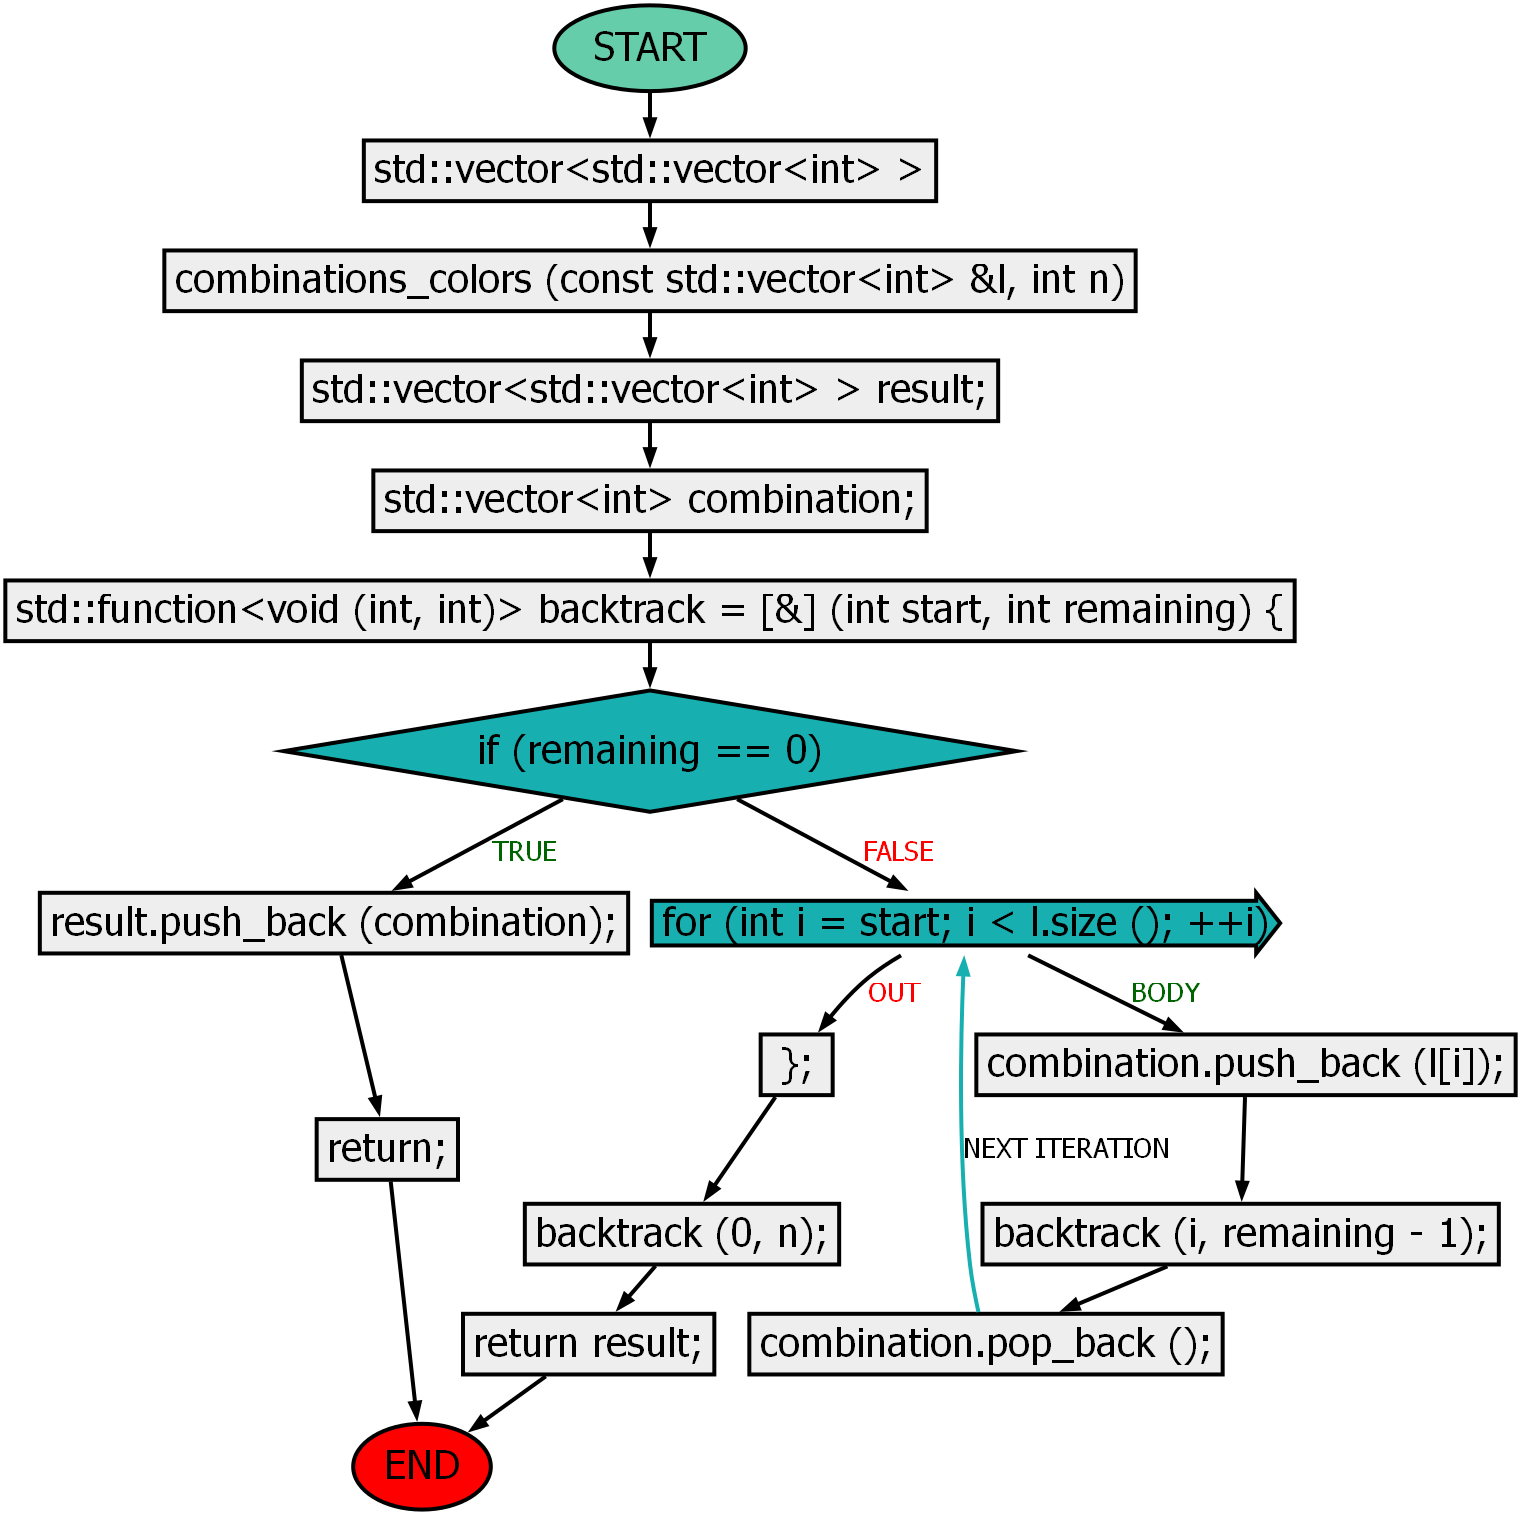 START
std::vector<std::vector<int> >
combinations_colors (const std::vector<int> &l, int n)
std::vector<std::vector<int> > result;
std::vector<int> combination;
std::function<void (int, int)> backtrack = [&] (int start, int remaining) {
if (remaining == 0)
TRUE
FALSE
result.push_back (combination);
for (int i = start; i < l.size (); ++i)
OUT
BODY
};
combination.push_back (l[i]);
return;
NEXT ITERATION
backtrack (0, n);
backtrack (i, remaining - 1);
return result;
combination.pop_back ();
END